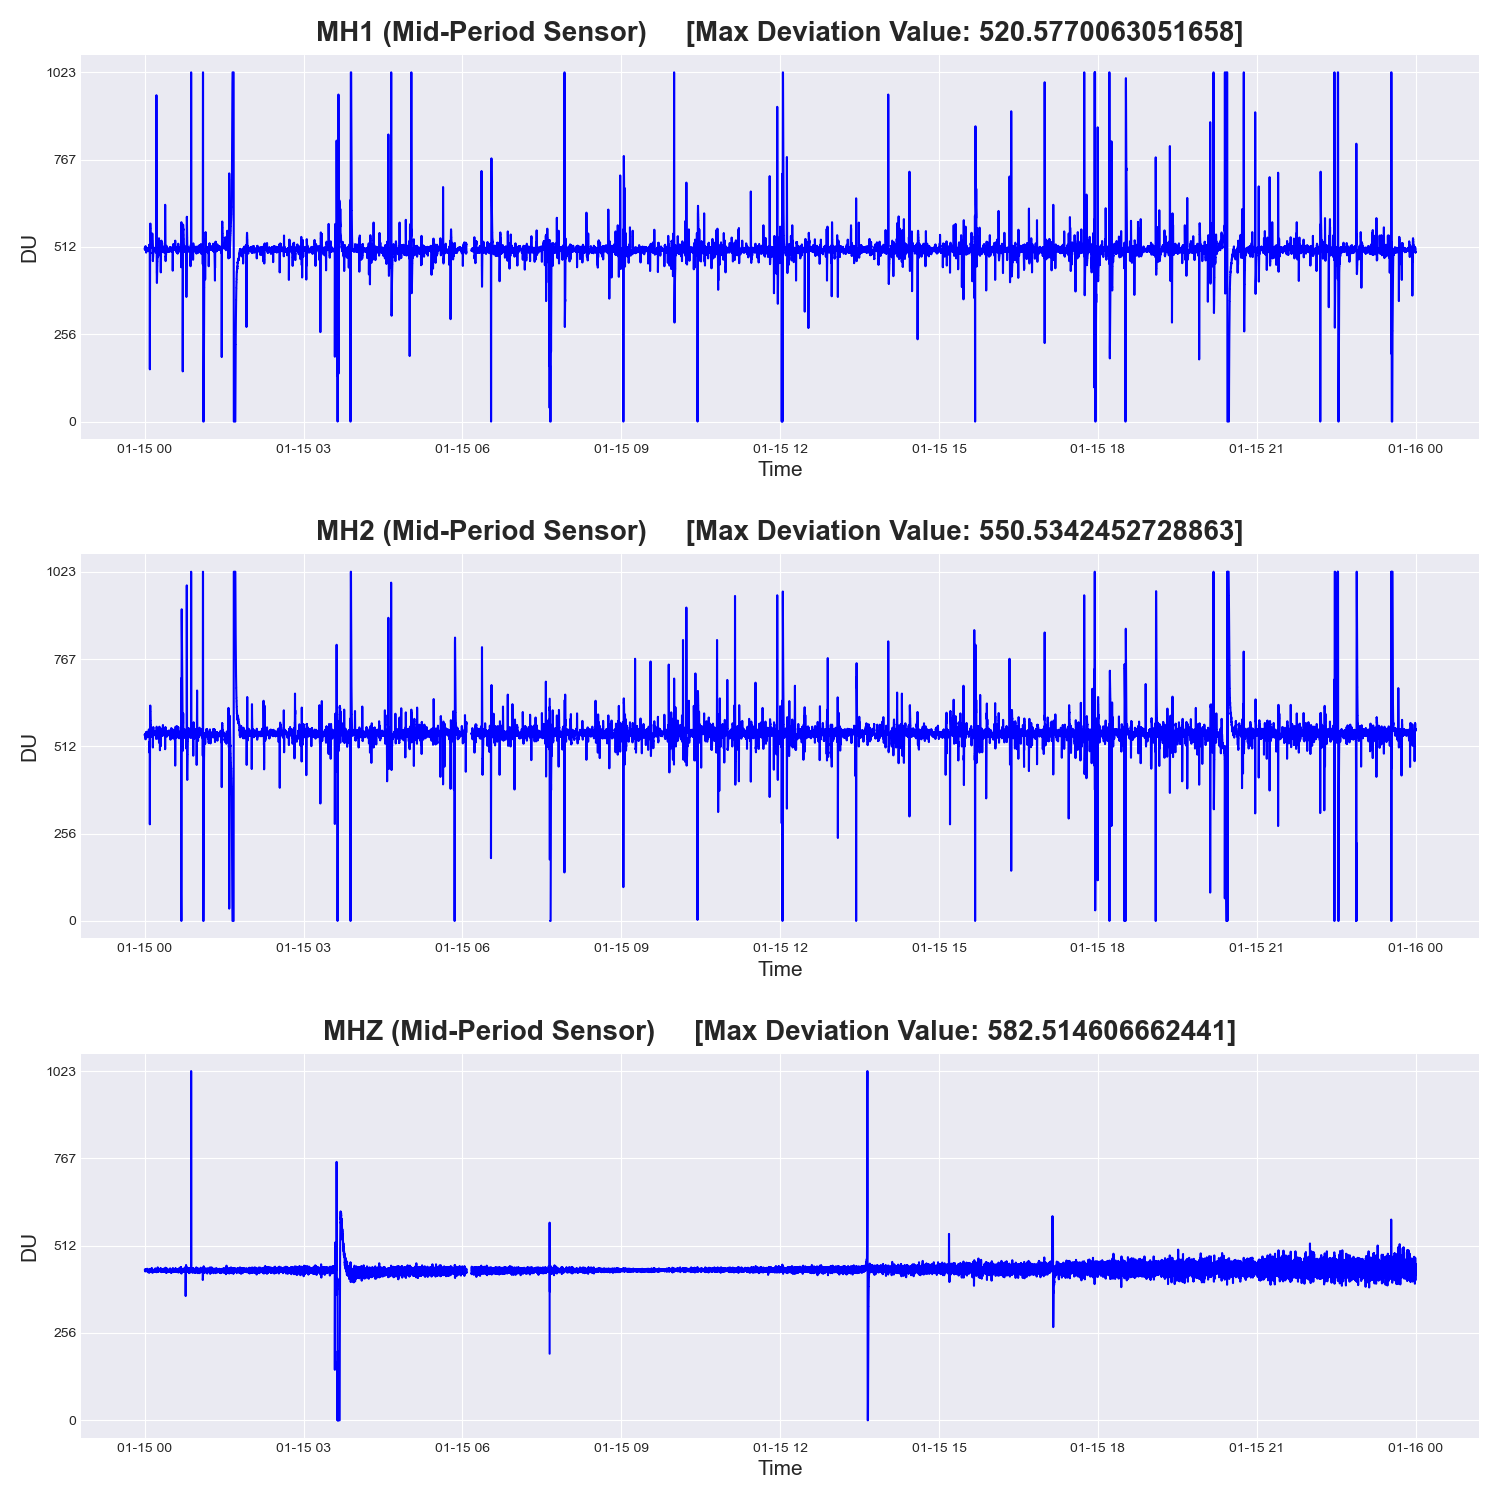 MH1 (Mid-Period Sensor) [Max Deviation Value: 520.5770063051658]
1023
767
512
256
0
DU
01-15 00 01-15 03 01-15 06 01-15 09 01-15 12 01-15 15 01-15 18 01-15 21 01-16 00
Time
MH2 (Mid-Period Sensor) [Max Deviation Value: 550.5342452728863]
1023
767
512
256
0
DU
01-15 00 01-15 03 01-15 06 01-15 09 01-15 12 01-15 15 01-15 18 01-15 21 01-16 00
Time
MHZ (Mid-Period Sensor) [Max Deviation Value: 582.514606662441]
1023
767
512
256
0
DU
01-15 00 01-15 03 01-15 06 01-15 09 01-15 12 01-15 15 01-15 18 01-15 21 01-16 00
Time